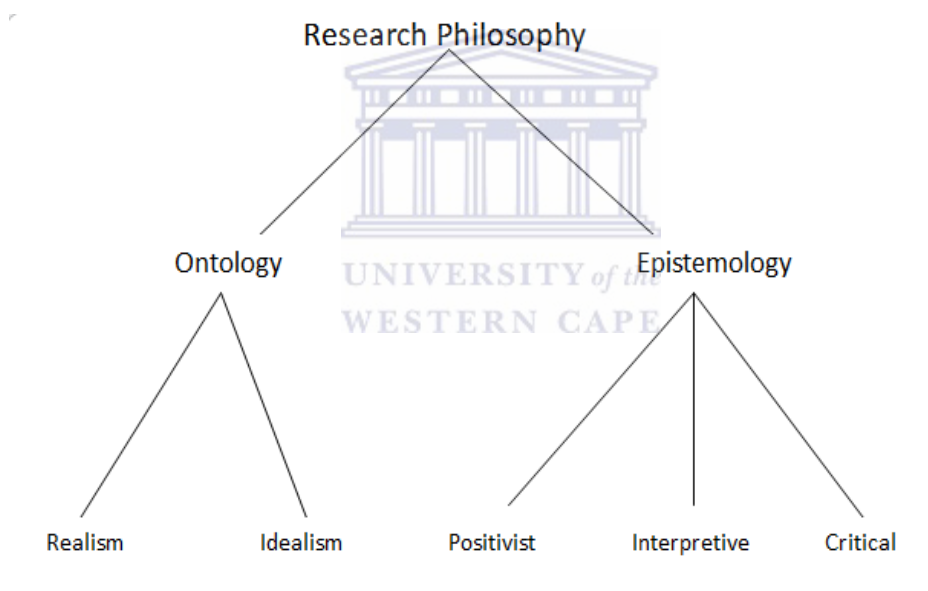 Research Philosophy
Ontology
Epistemology
UNIVERSITY of the
WESTERN CAPE
Realism
Idealism
Positivist
Interpretive
Critical